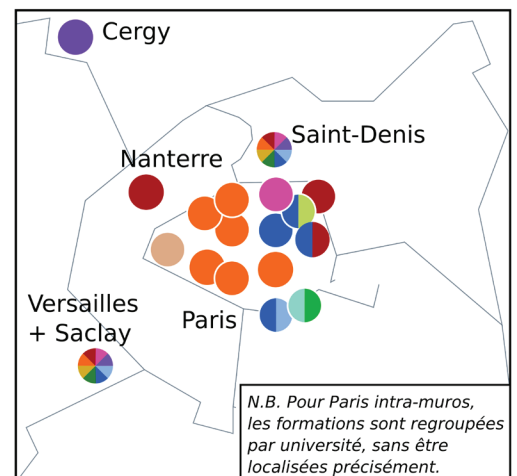 Cergy
Saint-Denis
Nanterre
Versailles
+ Saclay
Paris
N.B. Pour Paris intra-muros,
les formations sont regroupées
par université, sans être
localisées précisément.